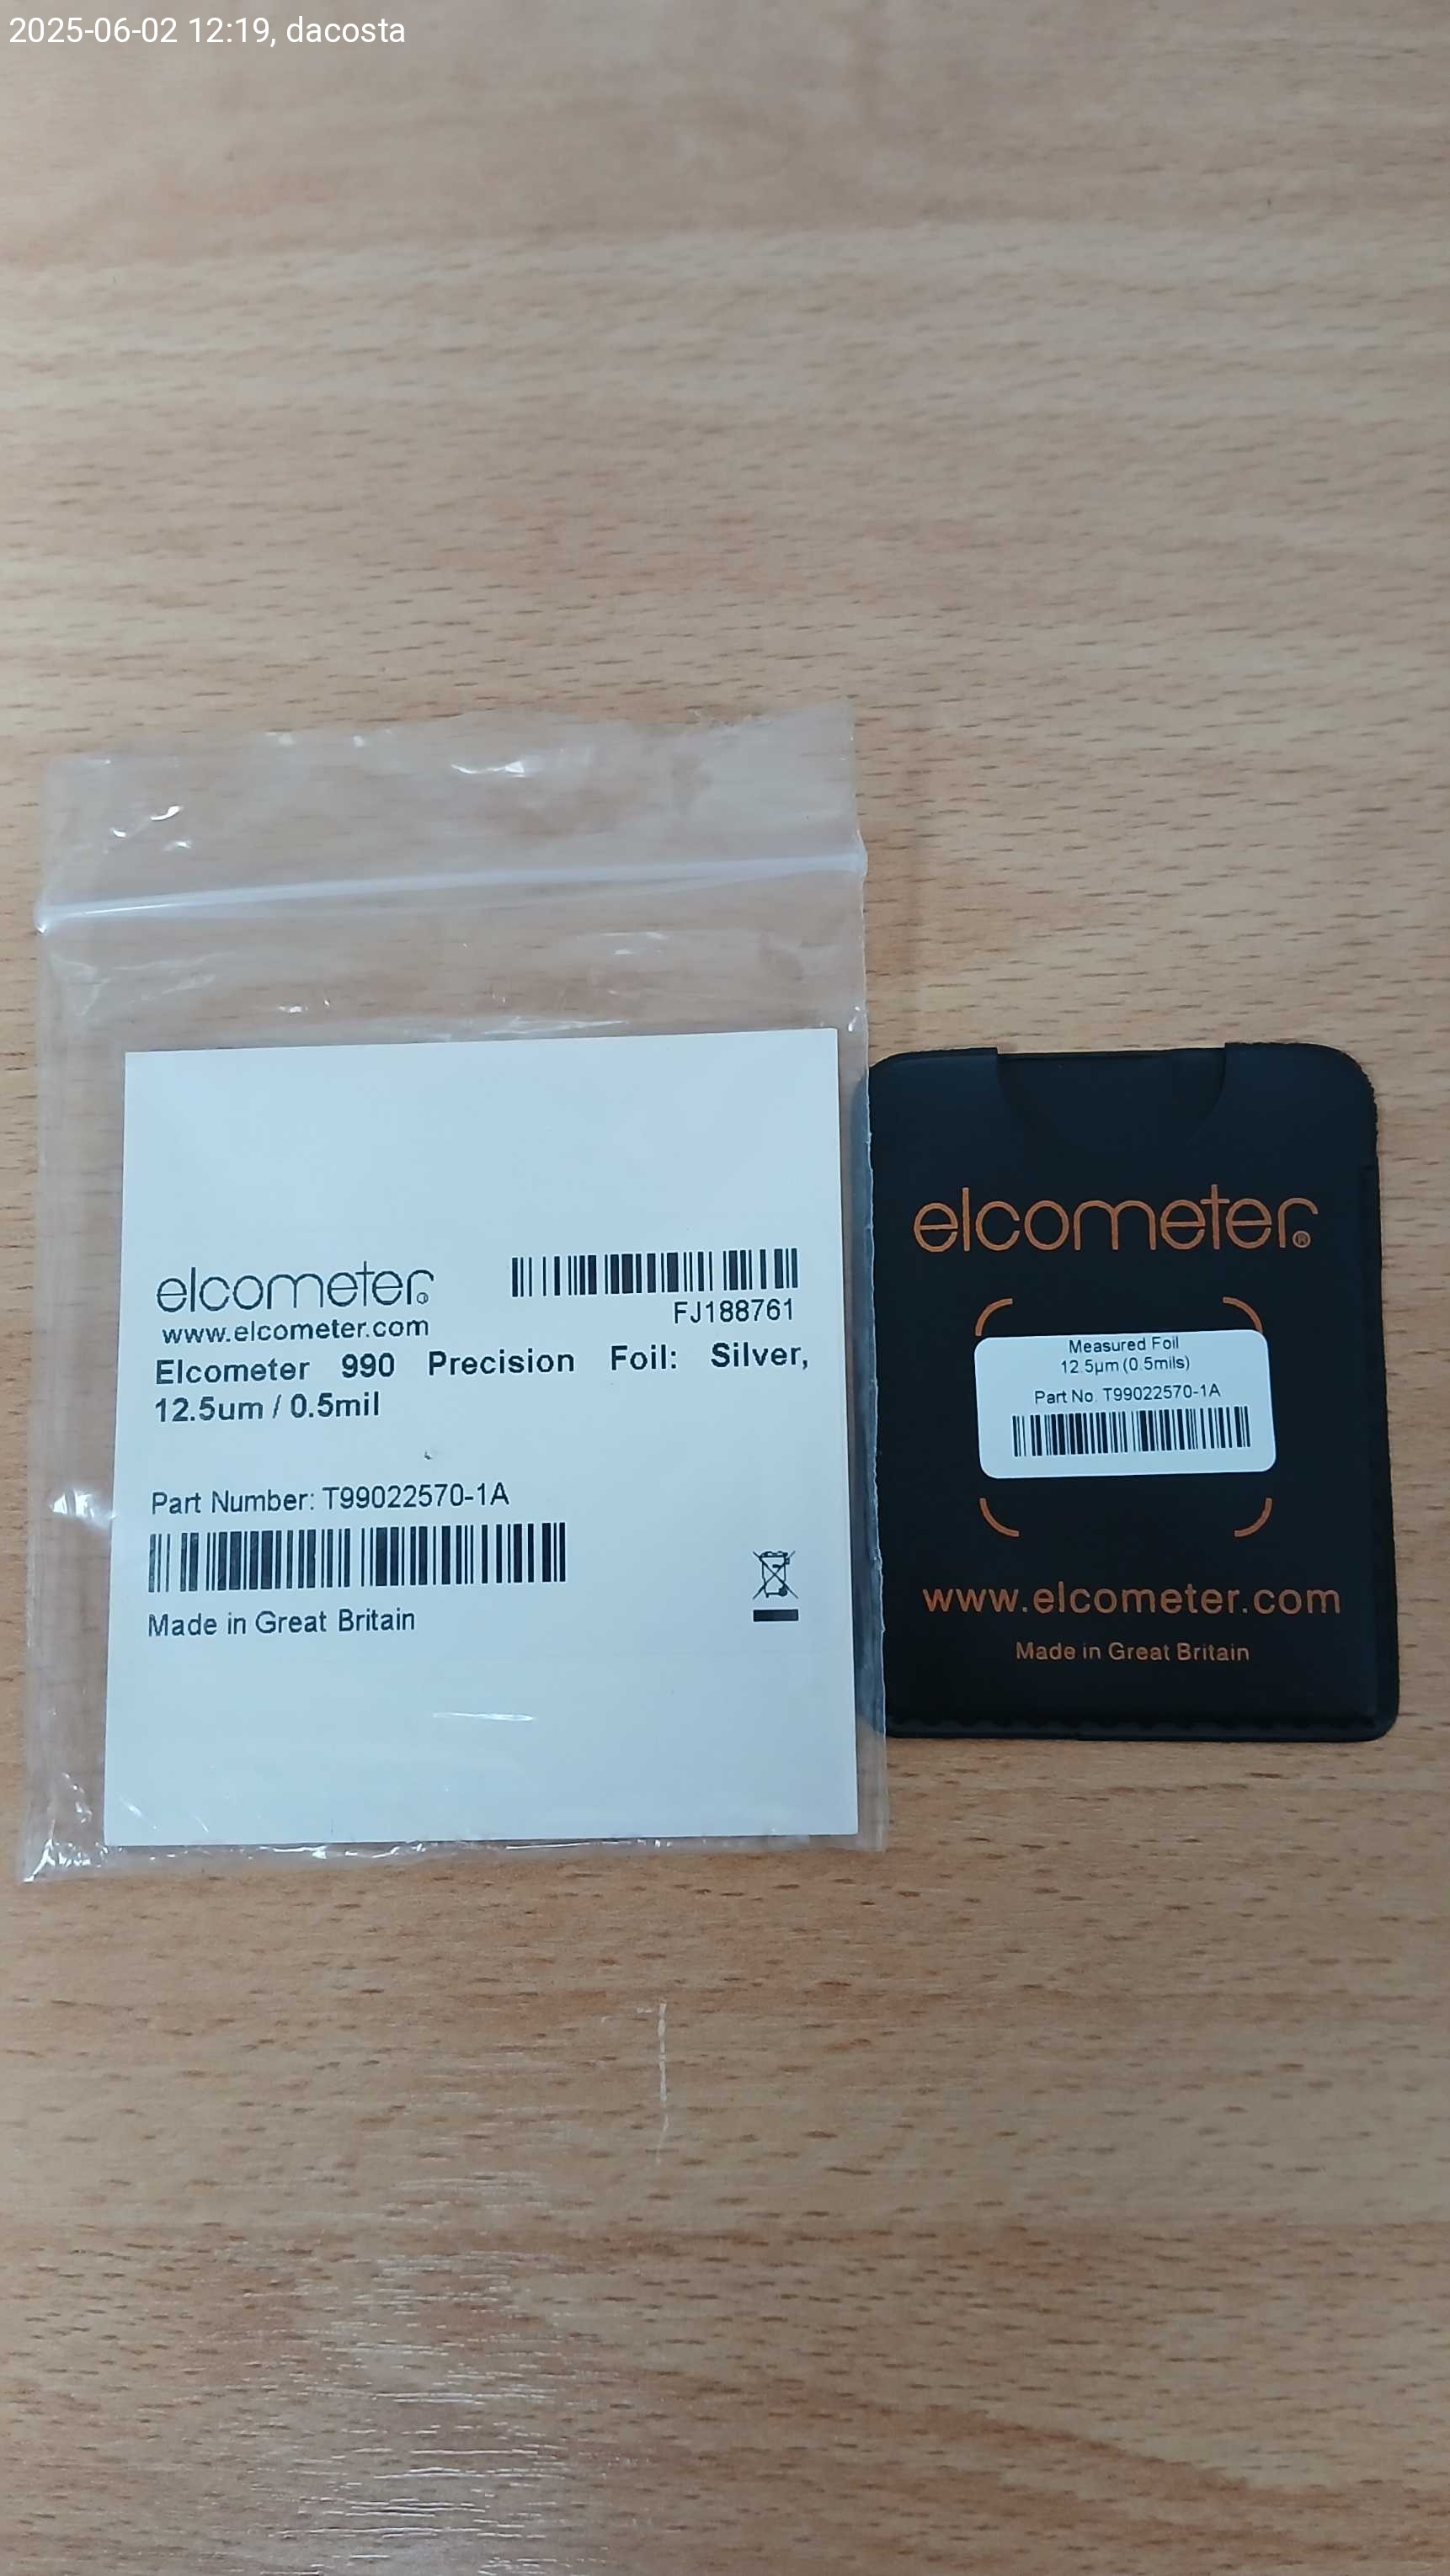 2025-06-02 12:19, dacosta
elcometer®
www.elcometer.com
FJ188761
Elcometer 990 Precision Foil: Silver,
12.5um / 0.5mil
Part Number: T99022570-1A
Made in Great Britain
elcometer®
Measured Foil
12.5µm (0.5mils)
Part No. T99022570-1A
www.elcometer.com
Made in Great Britain